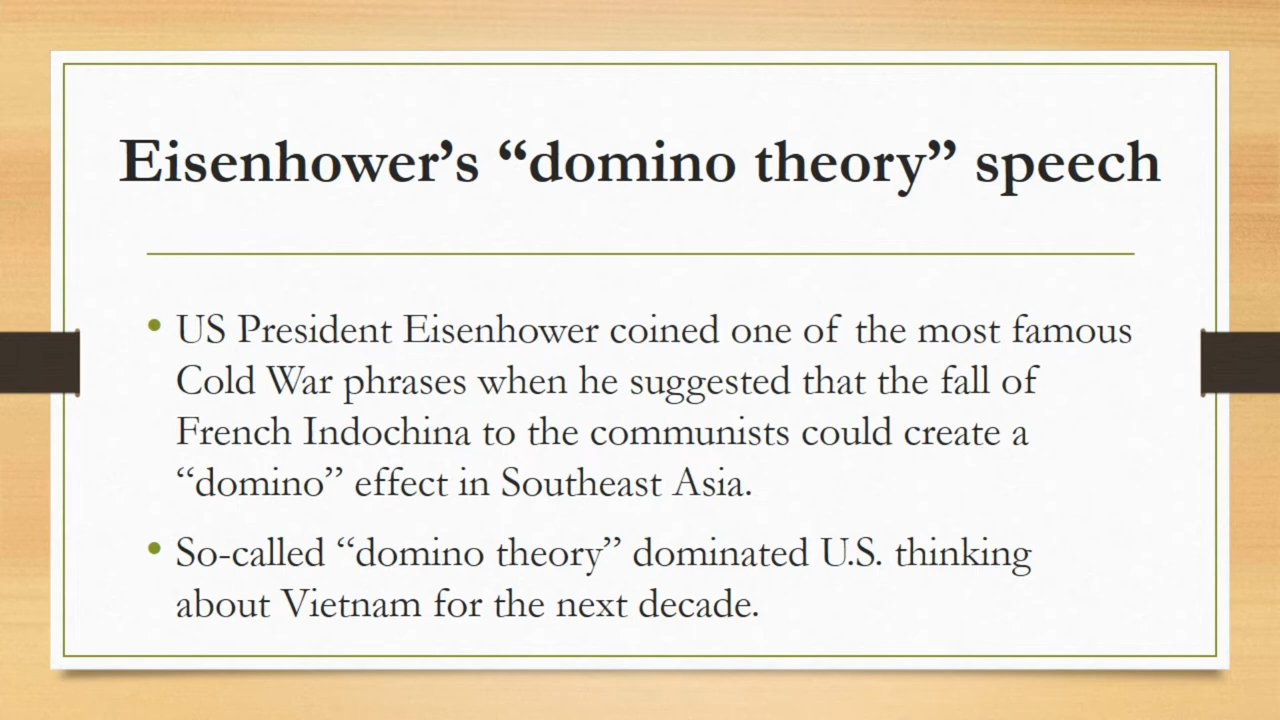 Eisenhower’s “domino theory” speech
• US President Eisenhower coined one of the most famous
Cold War phrases when he suggested that the fall of
French Indochina to the communists could create a
“domino” effect in Southeast Asia.
• So-called “domino theory” dominated U.S. thinking
about Vietnam for the next decade.